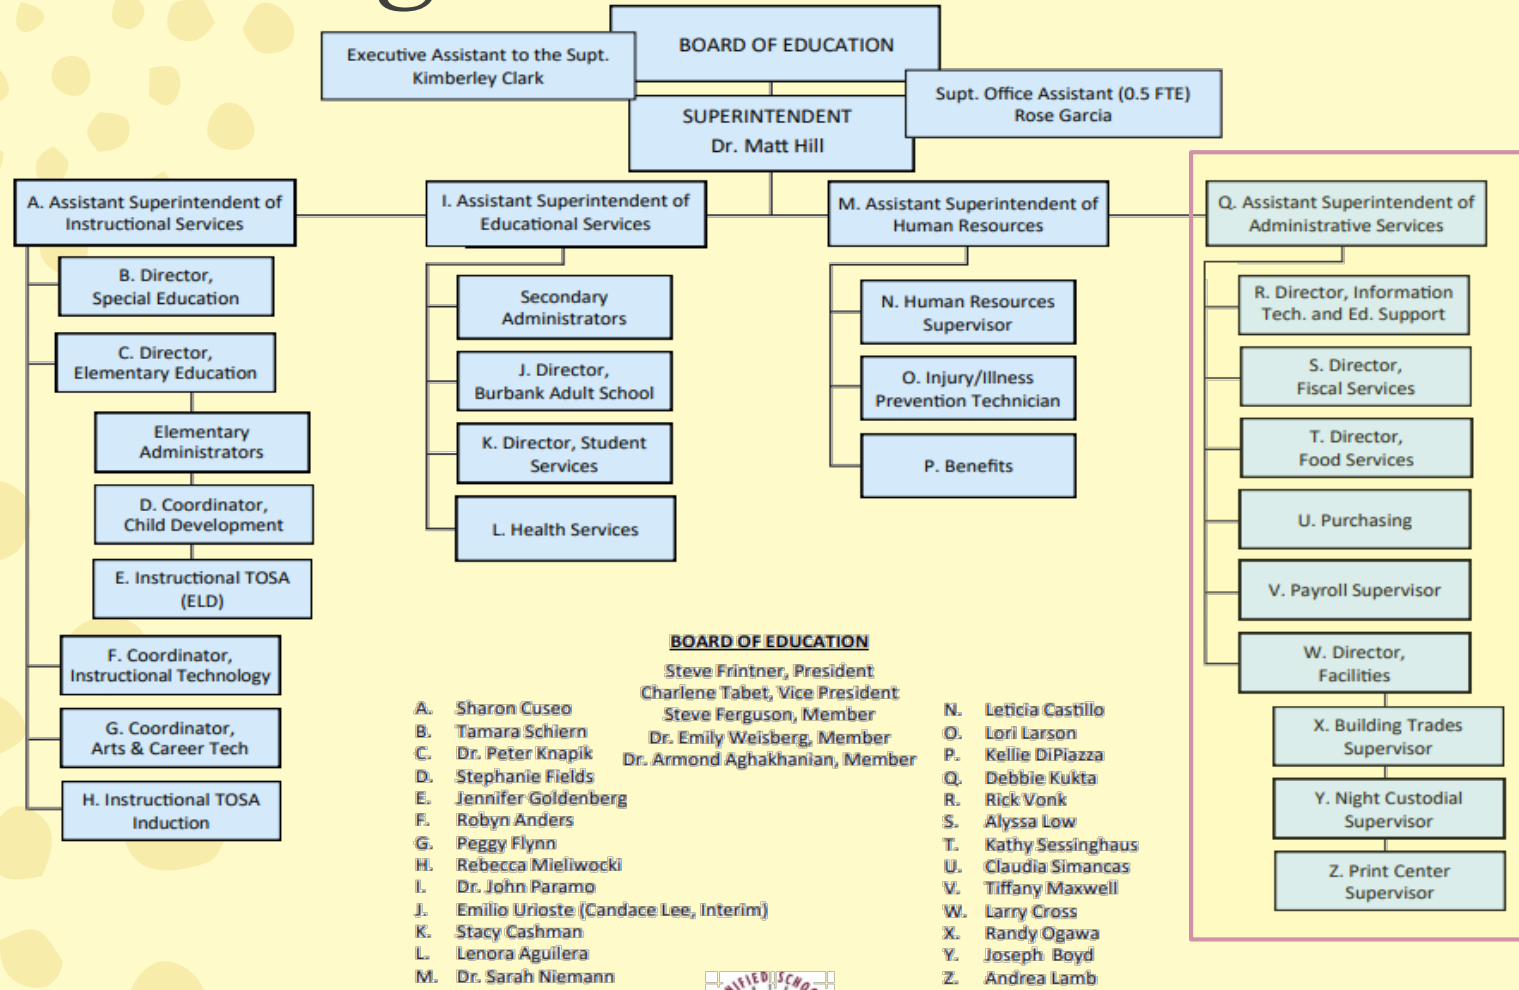 BOARD OF EDUCATION
Executive Assistant to the Supt.
Kimberley Clark
Supt. Office Assistant (0.5 FTE)
Rose Garcia
SUPERINTENDENT
Dr. Matt Hill
A. Assistant Superintendent of
Instructional Services
B. Director,
Special Education
C. Director,
Elementary Education
Elementary
Administrators
D. Coordinator,
Child Development
E. Instructional TOSA
(ELD)
F. Coordinator,
Instructional Technology
G. Coordinator,
Arts & Career Tech
H. Instructional TOSA
Induction
I. Assistant Superintendent of
Educational Services
Secondary
Administrators
J. Director,
Burbank Adult School
K. Director, Student
Services
L. Health Services
M. Assistant Superintendent of
Human Resources
N. Human Resources
Supervisor
O. Injury/Illness
Prevention Technician
P. Benefits
Q. Assistant Superintendent of
Administrative Services
R. Director, Information
Tech. and Ed. Support
S. Director,
Fiscal Services
T. Director,
Food Services
U. Purchasing
V. Payroll Supervisor
W. Director,
Facilities
X. Building Trades
Supervisor
Y. Night Custodial
Supervisor
Z. Print Center
Supervisor
BOARD OF EDUCATION
Steve Frintner, President
Charlene Tabet, Vice President
Steve Ferguson, Member
Dr. Emily Weisberg, Member
Dr. Armond Aghakhanian, Member
A. Sharon Cuseo
B. Tamara Schiern
C. Dr. Peter Knapik
D. Stephanie Fields
E. Jennifer Goldenberg
F. Robyn Anders
G. Peggy Flynn
H. Rebecca Mieliwocki
I. Dr. John Paramo
J. Emilio Urioste (Candace Lee, Interim)
K. Stacy Cashman
L. Lenora Aguilera
M. Dr. Sarah Niemann
N. Leticia Castillo
O. Lori Larson
P. Kellie DiPiazza
Q. Debbie Kukta
R. Rick Vonk
S. Alyssa Low
T. Kathy Sessinghaus
U. Claudia Simancas
V. Tiffany Maxwell
W. Larry Cross
X. Randy Ogawa
Y. Joseph Boyd
Z. Andrea Lamb